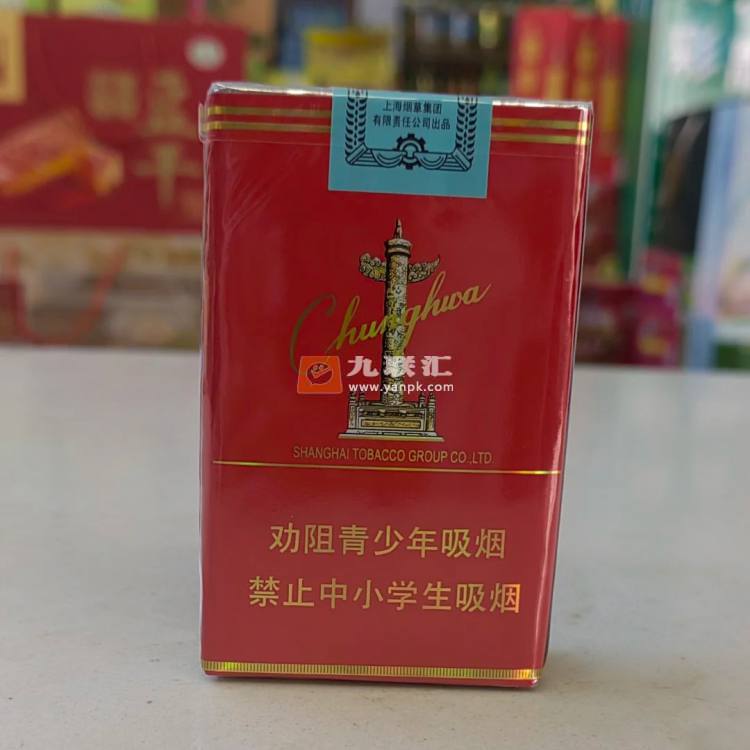 上海烟草集团
有限责任公司出品
Chunghwa
九联汇
www.yanpk.com
SHANGHAI TOBACCO GROUP CO.,LTD
劝阻青少年吸烟
禁止中小学生吸烟